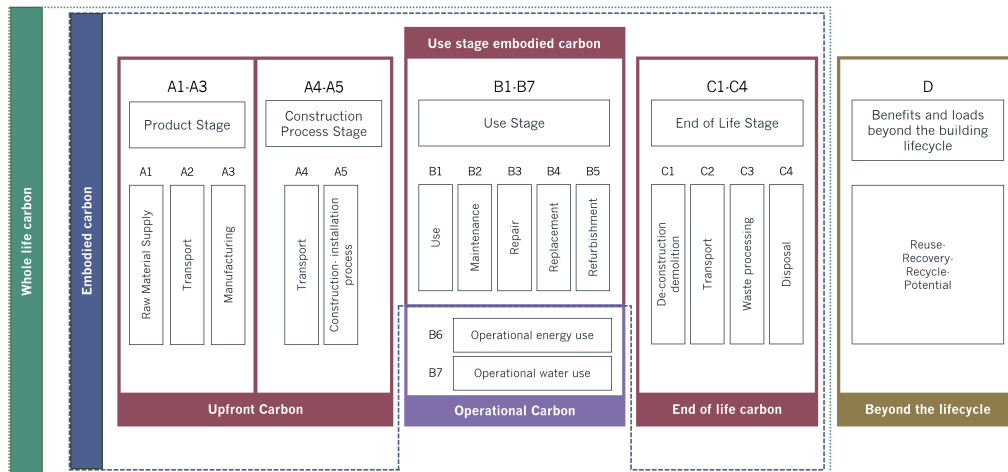 Whole life carbon
Embodied carbon
A1-A3
Product Stage
A1
A2
A3
Raw Material Supply
Transport
Manufacturing
A4-A5
Construction
Process Stage
A4
A5
Transport
Construction- installation
process
Upfront Carbon
Use stage embodied carbon
B1-B7
Use Stage
B1
B2
B3
B4
B5
Use
Maintenance
Repair
Replacement
Refurbishment
B6
Operational energy use
B7
Operational water use
Operational Carbon
C1-C4
End of Life Stage
C1
C2
C3
C4
De-construction
demolition
Transport
Waste processing
Disposal
End of life carbon
D
Benefits and loads
beyond the building
lifecycle
Reuse-
Recovery-
Recycle-
Potential
Beyond the lifecycle